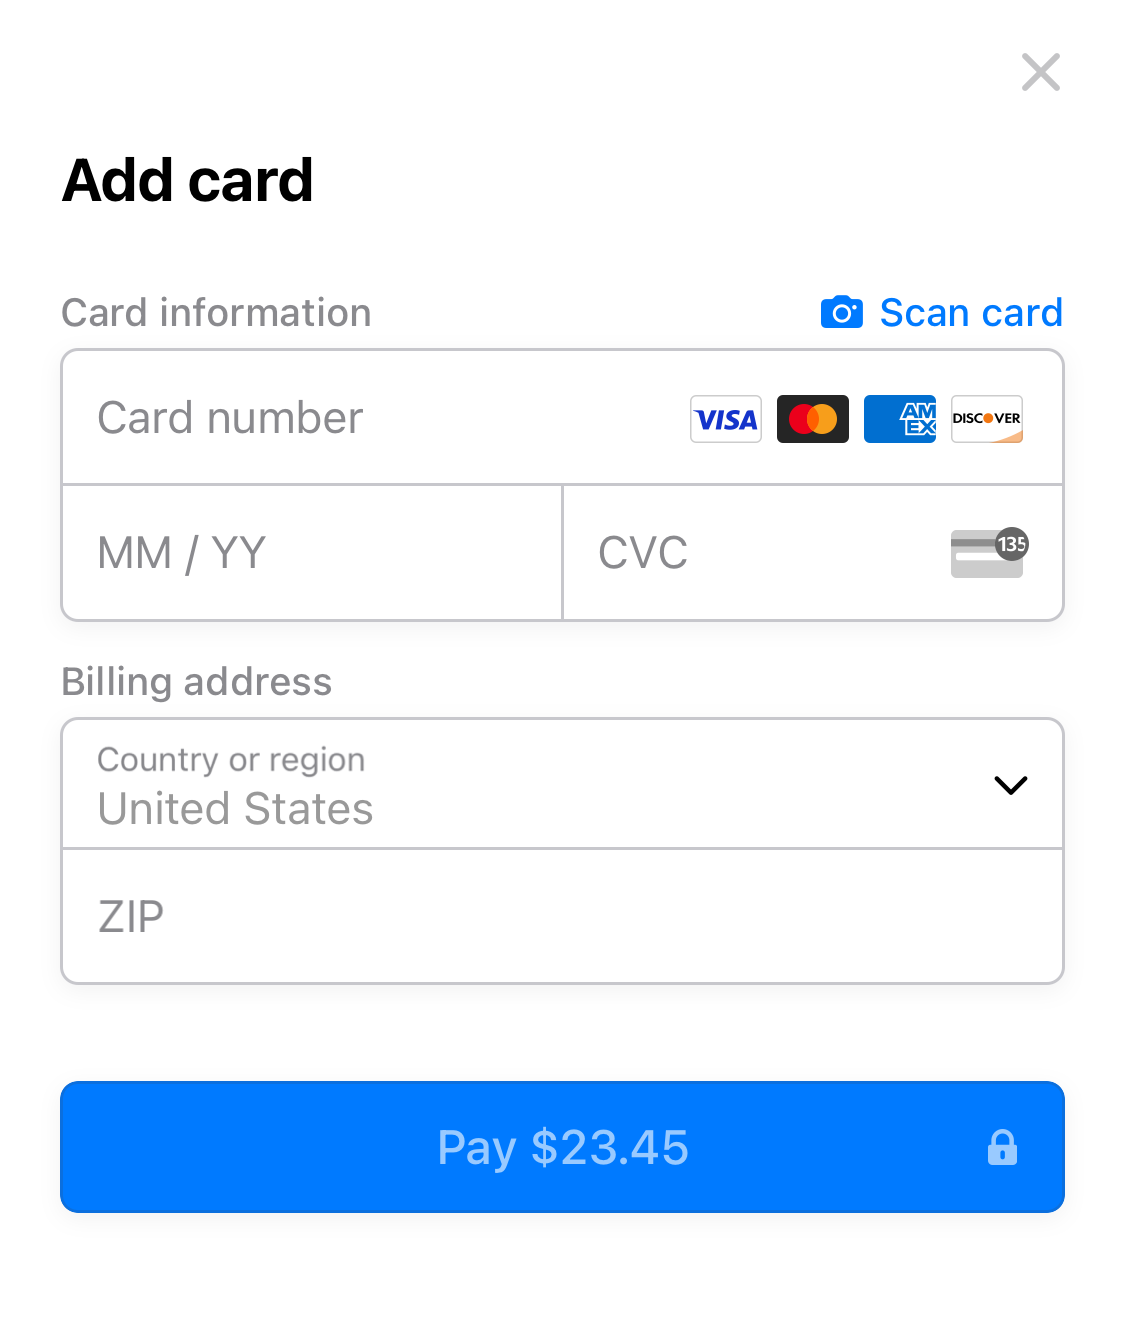 Add card
Card information
Scan card
Card number
VISA
AM
EX
DISCOVER
MM / YY
CVC
135
Billing address
Country or region
United States
ZIP
Pay $23.45